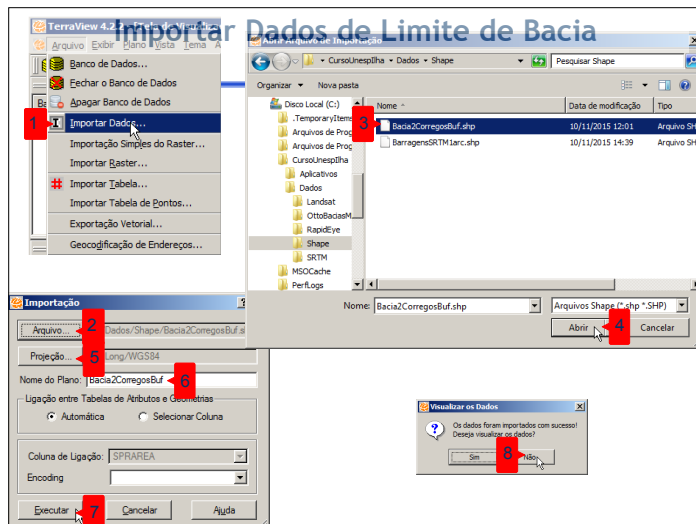 Importar Dados de Limite de Bacia
TerraView 4.2.2
Arquivo Exibir Plano Vista Tema A
Banco de Dados...
Fechar o Banco de Dados
Apagar Banco de Dados
1
Importar Dados...
Importação Simples do Raster...
Importar Raster...
Importar Tabela...
Importar Tabela de Pontos...
Exportação Vetorial...
Geocodificação de Endereços...
Abrir Arquivo de Importação
CursoUnespIlha Dados Shape
Pesquisar Shape
Organizar Nova pasta
Disco Local (C:)
.TemporaryItems
Arquivos de Prog
Arquivos de Prog
CursoUnespIlha
Aplicativos
Dados
Landsat
OttoBaciasM
RapidEye
Shape
SRTM
MSOCache
PerfLogs
Nome Data de modificação Tipo
3
Bacia2CorregosBuf.shp 10/11/2015 12:01 Arquivo SH
BarragensSRTM1arc.shp 10/11/2015 14:39 Arquivo SH
Nome: Bacia2CorregosBuf.shp Arquivos Shape (*.shp *.SHP)
Abrir 4 Cancelar
Importação ?
Arquivo... 2 Dados/Shape/Bacia2CorregosBuf.s
Projeção... 5 Long/WGS84
Nome do Plano: Bacia2CorregosBuf 6
Ligação entre Tabelas de Atributos e Geometrias
Automática Selecionar Coluna
Coluna de Ligação: SPRAREA
Encoding
Executar 7 Cancelar Ajuda
Visualizar os Dados
Os dados foram importados com sucesso!
Deseja visualizar os dados?
Sim 8 Não